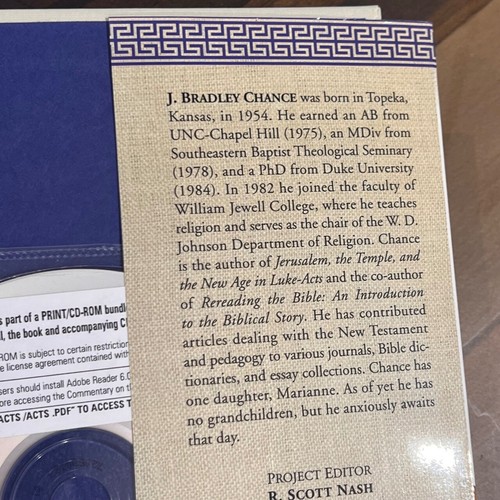 J. BRADLEY CHANCE was born in Topeka,
Kansas, in 1954. He earned an AB from
UNC-Chapel Hill (1975), an MDiv from
Southeastern Baptist Theological Seminary
(1978), and a PhD from Duke University
(1984). In 1982 he joined the faculty of
William Jewell College, where he teaches
religion and serves as the chair of the W. D.
Johnson Department of Religion. Chance
is the author of Jerusalem, the Temple, and
the New Age in Luke-Acts and the co-author
of Rereading the Bible: An Introduction
to the Biblical Story. He has contributed
articles dealing with the New Testament
and pedagogy to various journals, Bible dic-
tionaries, and essay collections. Chance has
one daughter, Marianne. As of yet he has
no grandchildren, but he anxiously awaits
that day.
PROJECT EDITOR
R. SCOTT NASH
part of a PRINT/CD-ROM
the book and accompanying
is subject to certain
license agreement contained
should install Adobe Reader
accessing the Commentary on
ACTS /ACTS .PDF" TO ACCESS